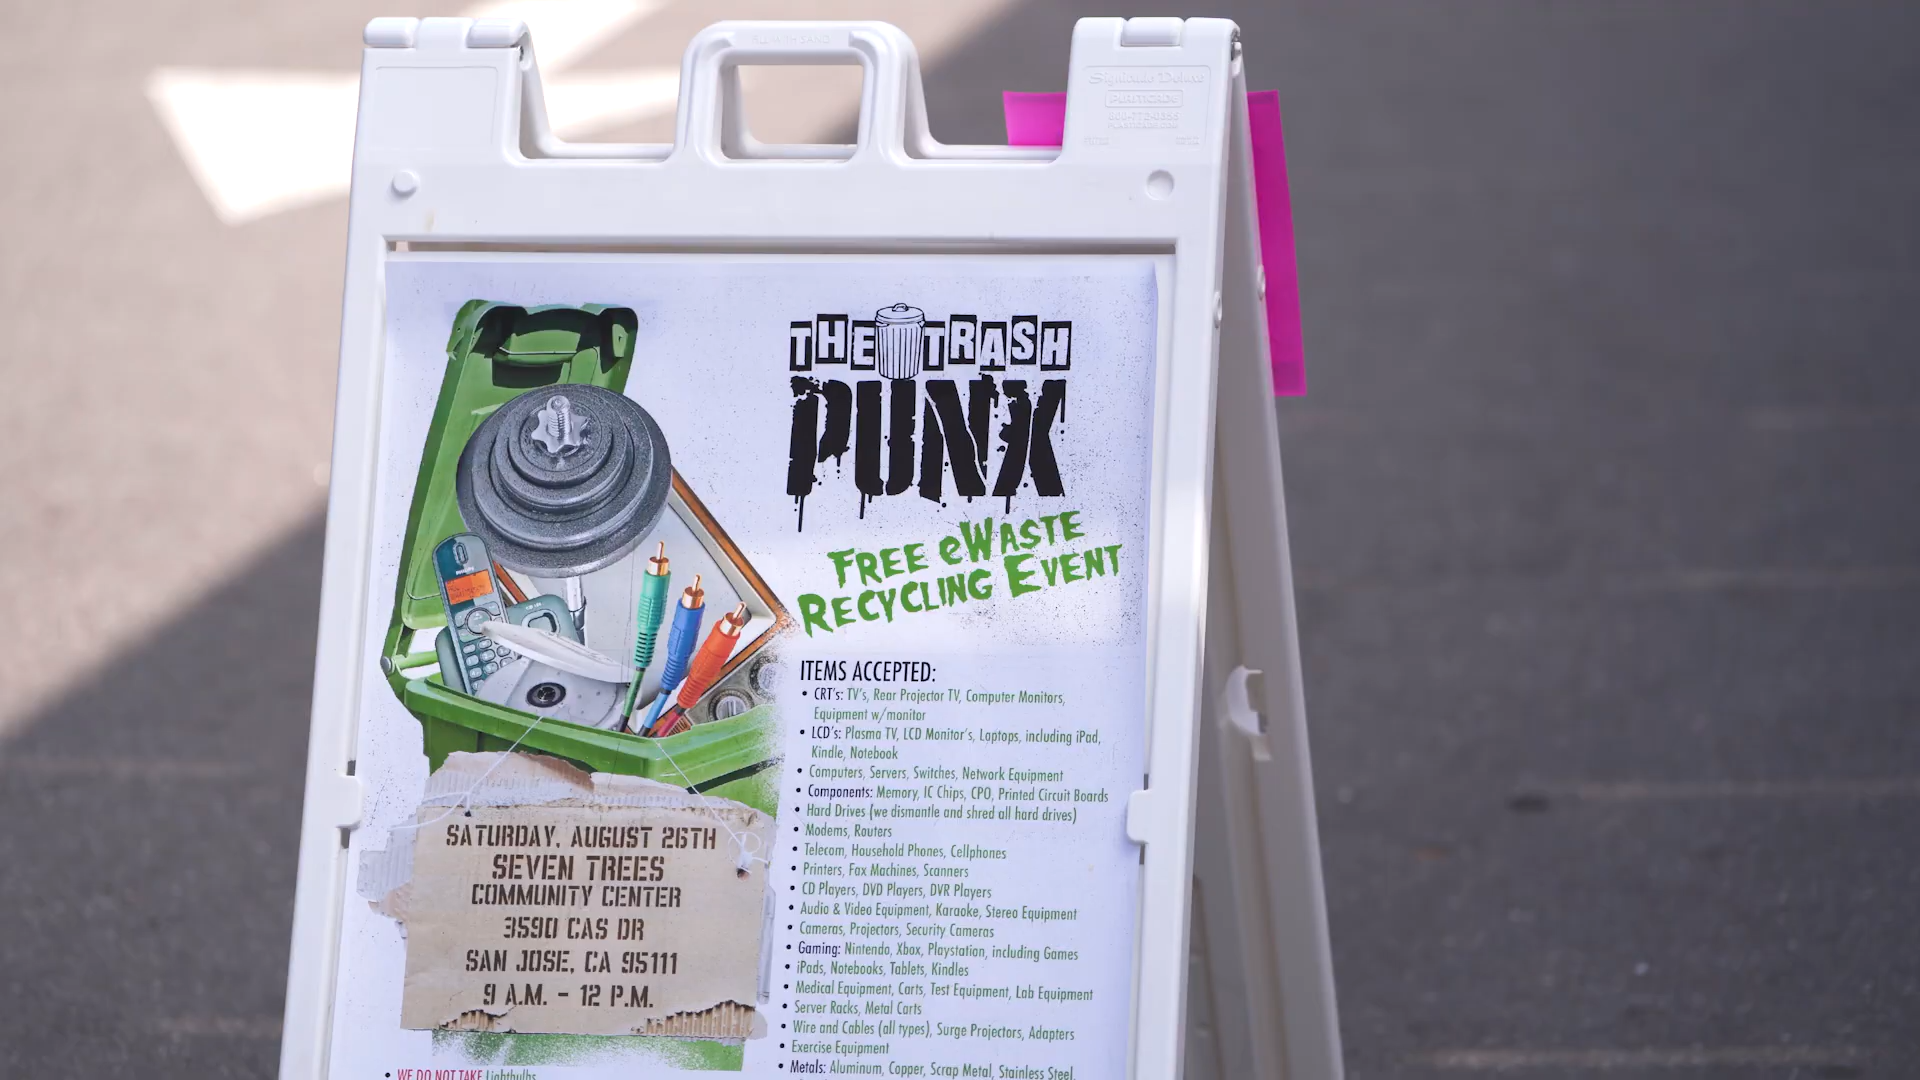 Signicade Deluxe
PLASTICADE
800-772-0355
THE TRASH
PUNX
FREE eWASTE
RECYCLING EVENT
ITEMS ACCEPTED:
• CRT's: TV's, Rear Projector TV, Computer Monitors,
Equipment w/monitor
• LCD's: Plasma TV, LCD Monitor's, Laptops, including iPad,
Kindle, Notebook
• Computers, Servers, Switches, Network Equipment
• Components: Memory, IC Chips, CPO, Printed Circuit Boards
• Hard Drives (we dismantle and shred all hard drives)
• Modems, Routers
• Telecom, Household Phones, Cellphones
• Printers, Fax Machines, Scanners
• CD Players, DVD Players, DVR Players
• Audio & Video Equipment, Karaoke, Stereo Equipment
• Cameras, Projectors, Security Cameras
• Gaming: Nintendo, Xbox, Playstation, including Games
• iPads, Notebooks, Tablets, Kindles
• Medical Equipment, Carts, Test Equipment, Lab Equipment
• Server Racks, Metal Carts
• Wire and Cables (all types), Surge Projectors, Adapters
• Exercise Equipment
• Metals: Aluminum, Copper, Scrap Metal, Stainless Steel,
SATURDAY, AUGUST 26TH
SEVEN TREES
COMMUNITY CENTER
3590 CAS DR
SAN JOSE, CA 95111
9 A.M. - 12 P.M.
• WE DO NOT TAKE Lightbulbs